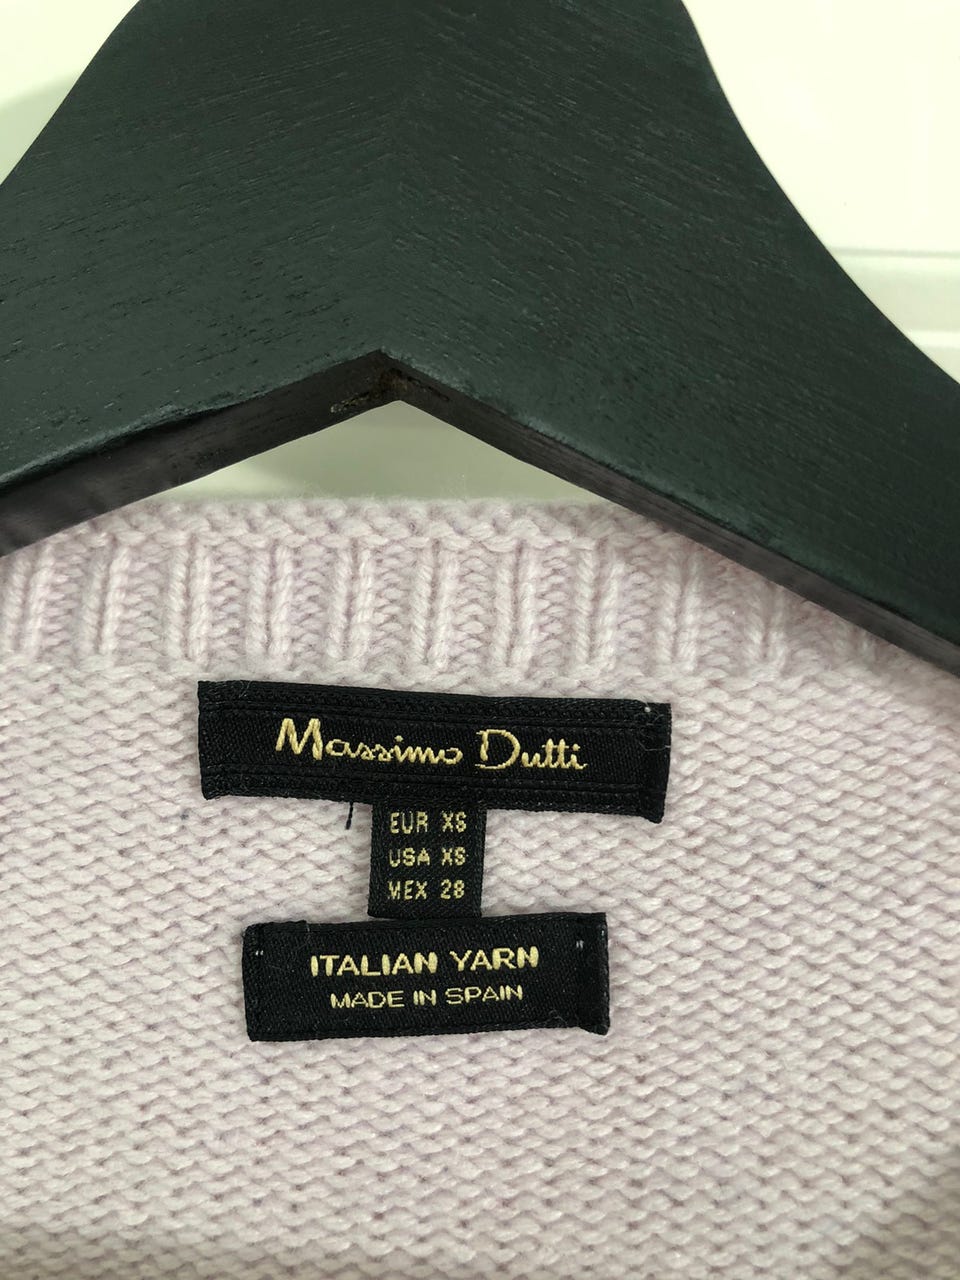 Massimo Dutti
EUR XS
USA XS
MEX 28
ITALIAN YARN
MADE IN SPAIN